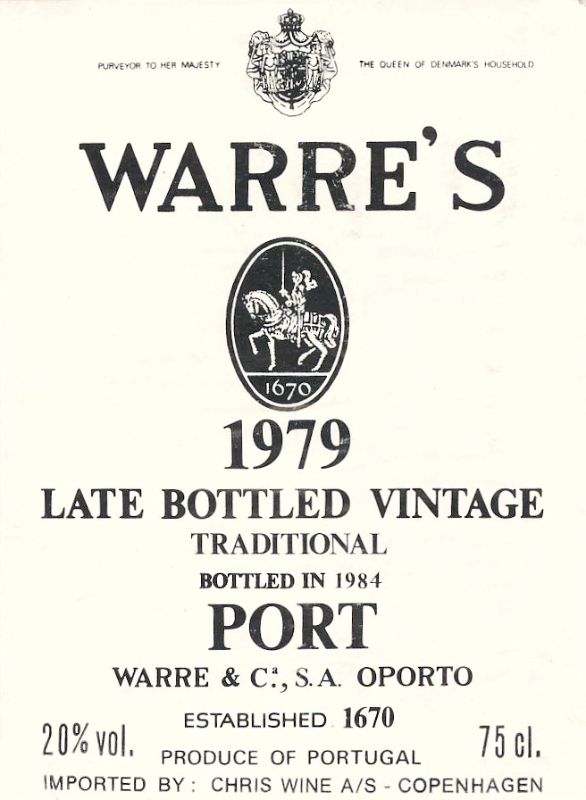 PURVEYOR TO HER MAJESTY THE QUEEN OF DENMARK'S HOUSEHOLD
WARRE'S
1670
1979
LATE BOTTLED VINTAGE
TRADITIONAL
BOTTLED IN 1984
PORT
WARRE & Cª., S.A. OPORTO
ESTABLISHED 1670
20% vol.
75 cl.
PRODUCE OF PORTUGAL
IMPORTED BY: CHRIS WINE A/S - COPENHAGEN